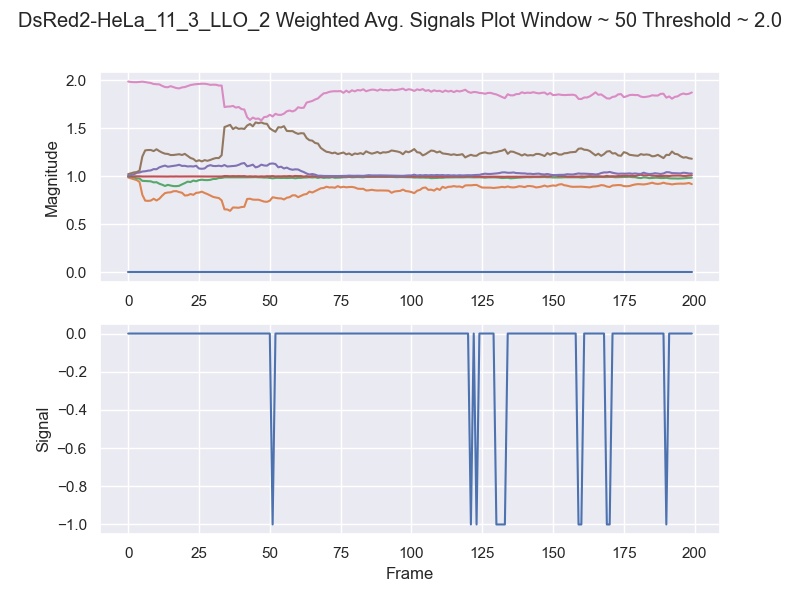 DsRed2-HeLa_11_3_LLO_2 Weighted Avg. Signals Plot Window ~ 50 Threshold ~ 2.0
2.0
1.5
1.0
0.5
0.0
Magnitude
0 25 50 75 100 125 150 175 200
0.0
−0.2
−0.4
−0.6
−0.8
−1.0
Signal
0 25 50 75 100 125 150 175 200
Frame